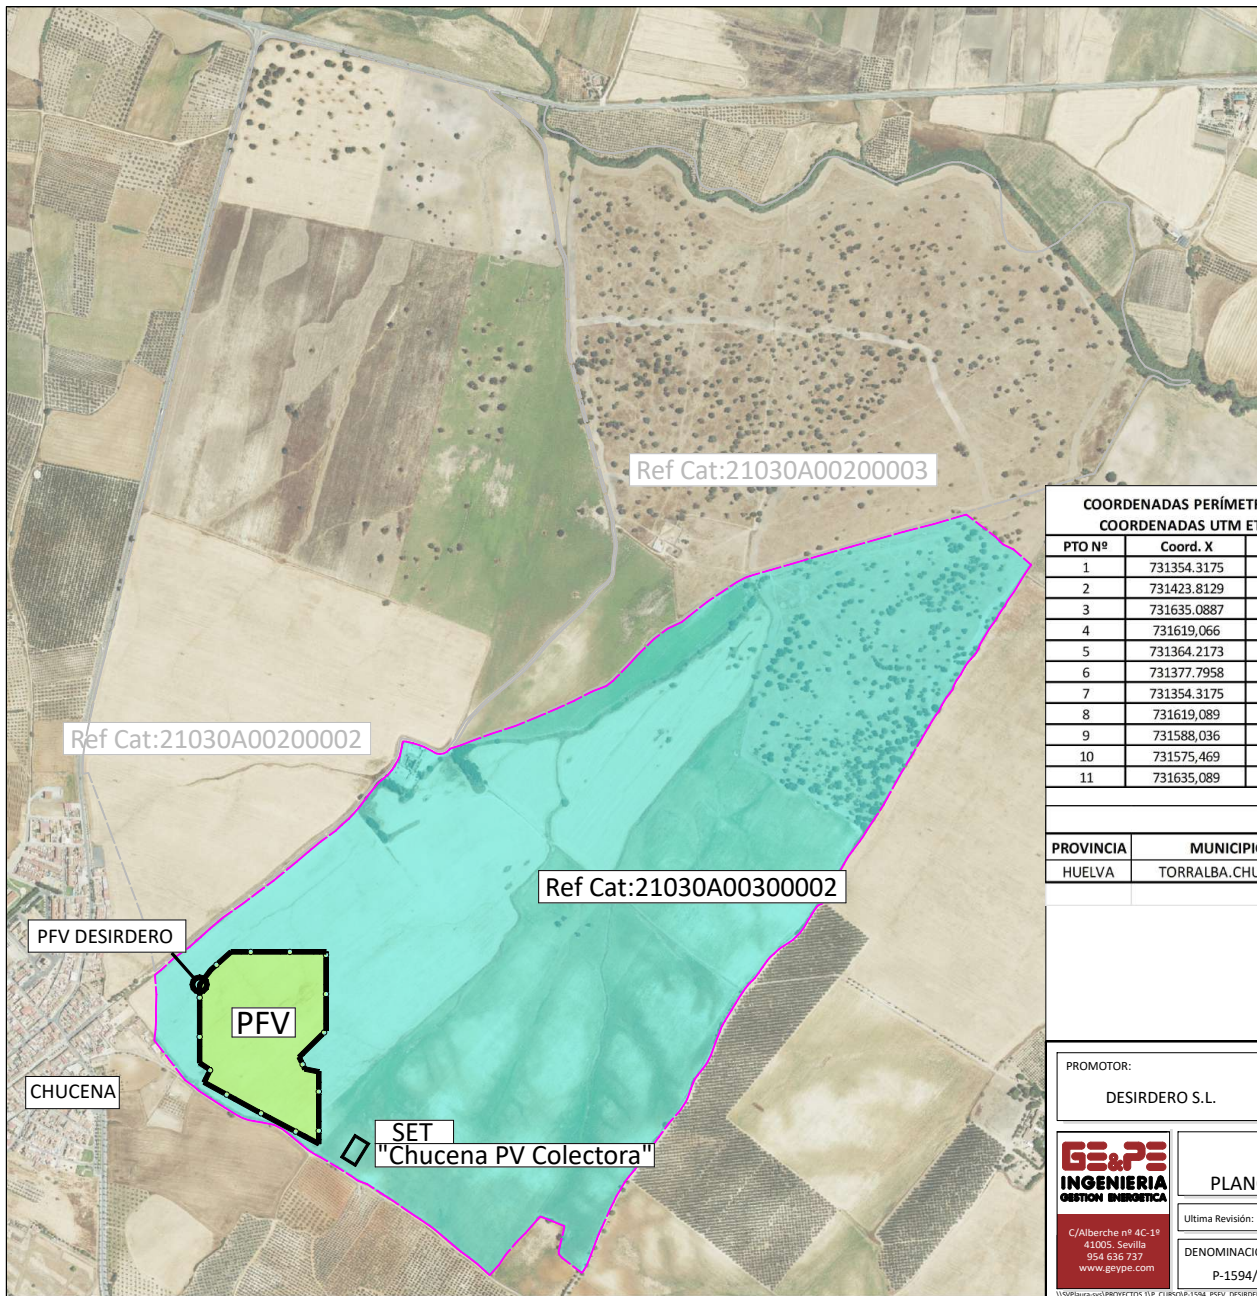 Ref Cat:21030A00200003
COORDENADAS PERÍMET
COORDENADAS UTM E
PTO Nº Coord. X
1 731354.3175
2 731423.8129
3 731635.0887
4 731619,066
5 731364.2173
6 731377.7958
7 731354.3175
8 731619,089
9 731588,036
10 731575,469
11 731635,089
Ref Cat:21030A00200002
PROVINCIA MUNICIPI
HUELVA TORRALBA.CHU
Ref Cat:21030A00300002
PFV DESIRDERO
PFV
CHUCENA
SET
"Chucena PV Colectora"
PROMOTOR:
DESIRDERO S.L.
GE&PE
INGENIERIA
GESTION ENERGETICA
C/Alberche nº 4C-1º
41005. Sevilla
954 636 737
www.geype.com
PLAN
Ultima Revisión:
DENOMINACI
P-1594/